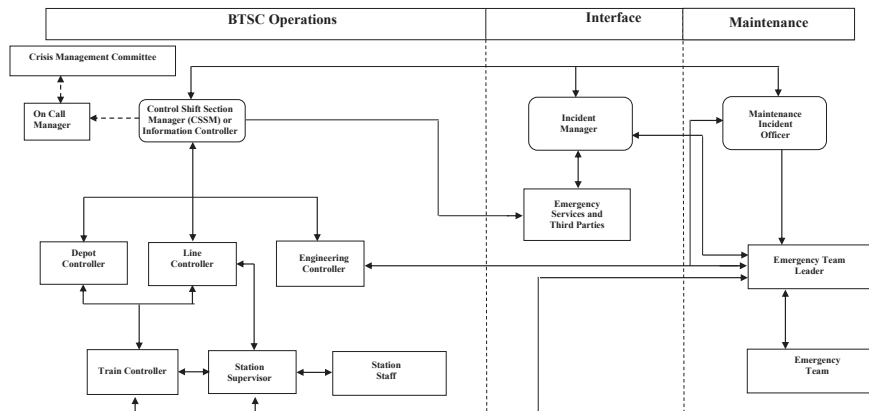 BTSC Operations
Interface
Maintenance
Crisis Management Committee
On Call
Manager
Control Shift Section
Manager (CSSM) or
Information Controller
Incident
Manager
Maintenance
Incident
Officer
Emergency
Services and
Third Parties
Depot
Controller
Line
Controller
Engineering
Controller
Emergency Team
Leader
Train Controller
Station
Supervisor
Station
Staff
Emergency
Team